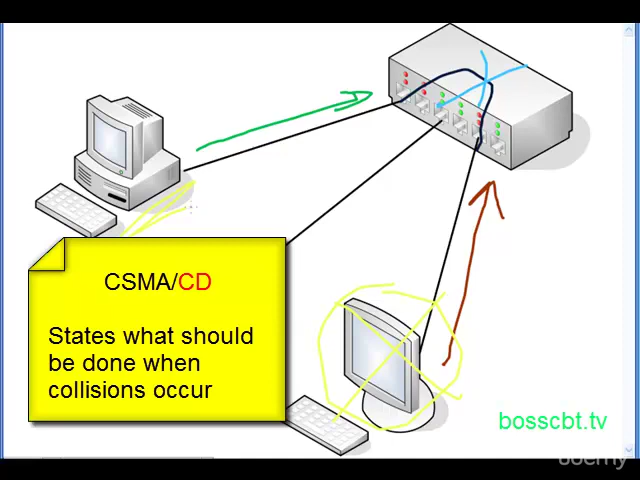 CSMA/CD
States what should
be done when
collisions occur
bosscbt.tv
udemy